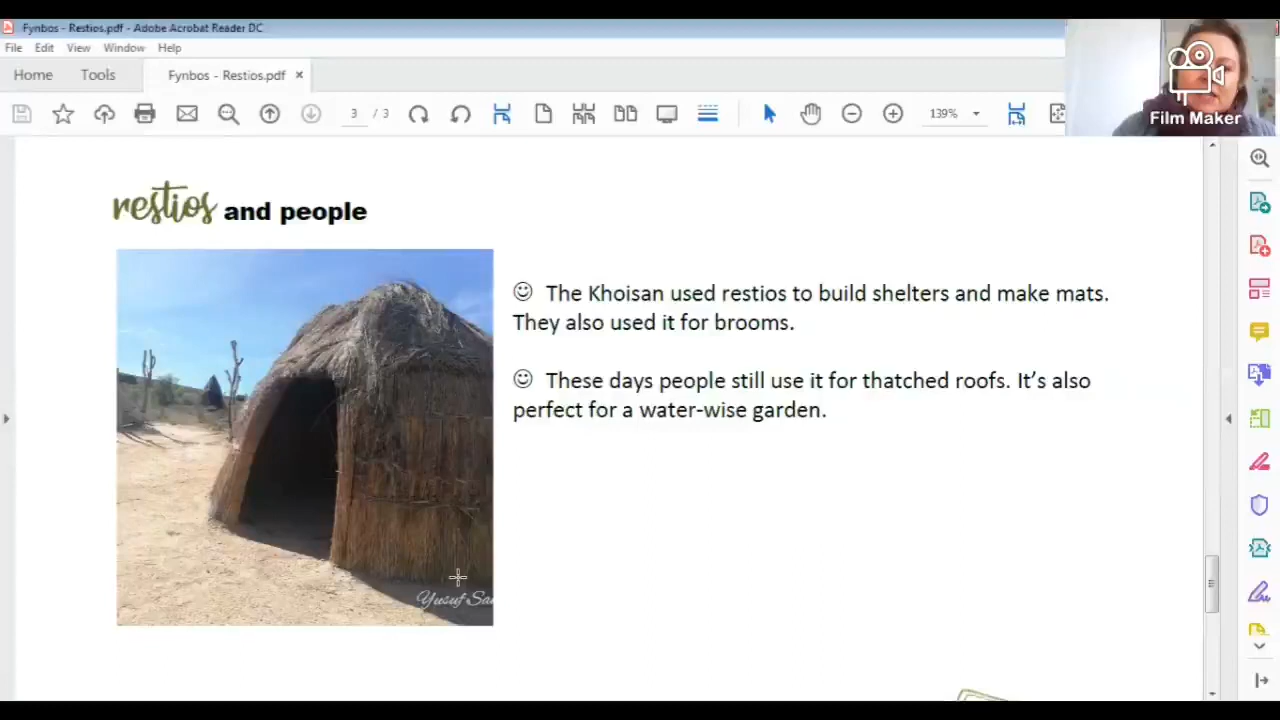 Fynbos - Restios.pdf - Adobe Acrobat Reader DC
File Edit View Window Help
Home Tools Fynbos - Restios.pdf ×
3 / 3 139%
Film Maker
restios and people
The Khoisan used restios to build shelters and make mats.
They also used it for brooms.
These days people still use it for thatched roofs. It's also
perfect for a water-wise garden.
Yusuf